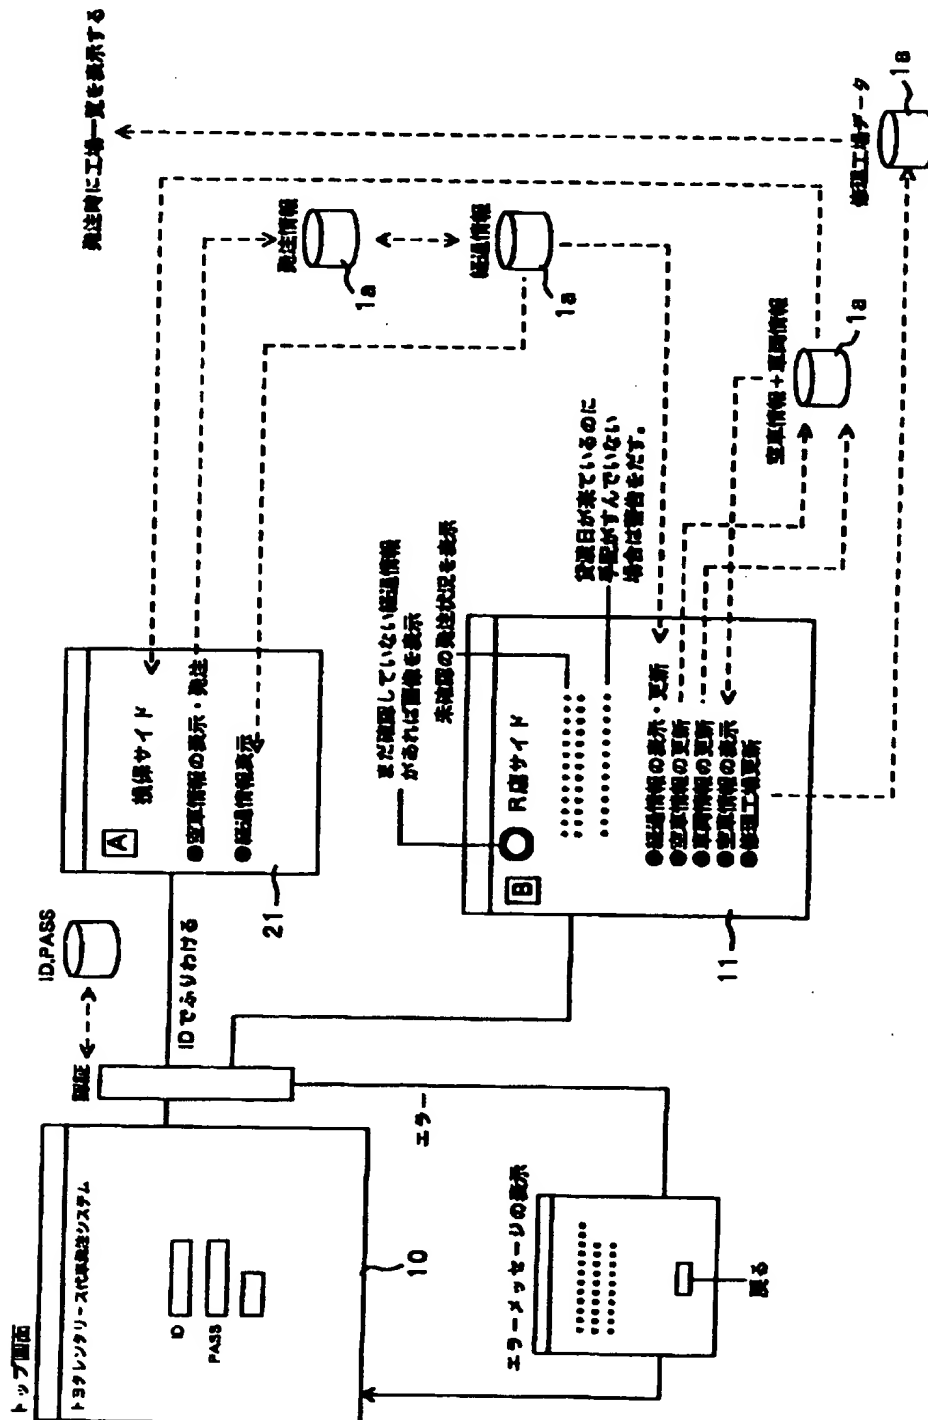 トップ画面
トヨタレンタリース代車発注システム
ID
PASS
10
認証
ID,PASS
IDでふりわける
エラー
エラーメッセージの表示
戻る
A
損保サイド
●空車情報の表示・発注
●経過情報表示
21
まだ確認していない経過情報
があれば画像を表示
未確認の発注状況を表示
貸渡日が来ているのに
手配がすんでいない
場合は警告をだす。
B
R店サイド
●経過情報の表示・更新
●空車情報の更新
●車両情報の更新
●空車情報の表示
●修理工場更新
11
発注情報
1a
経過情報
1a
空車情報+車両情報
1a
修理工場データ
1a
発注時に工場一覧を表示する